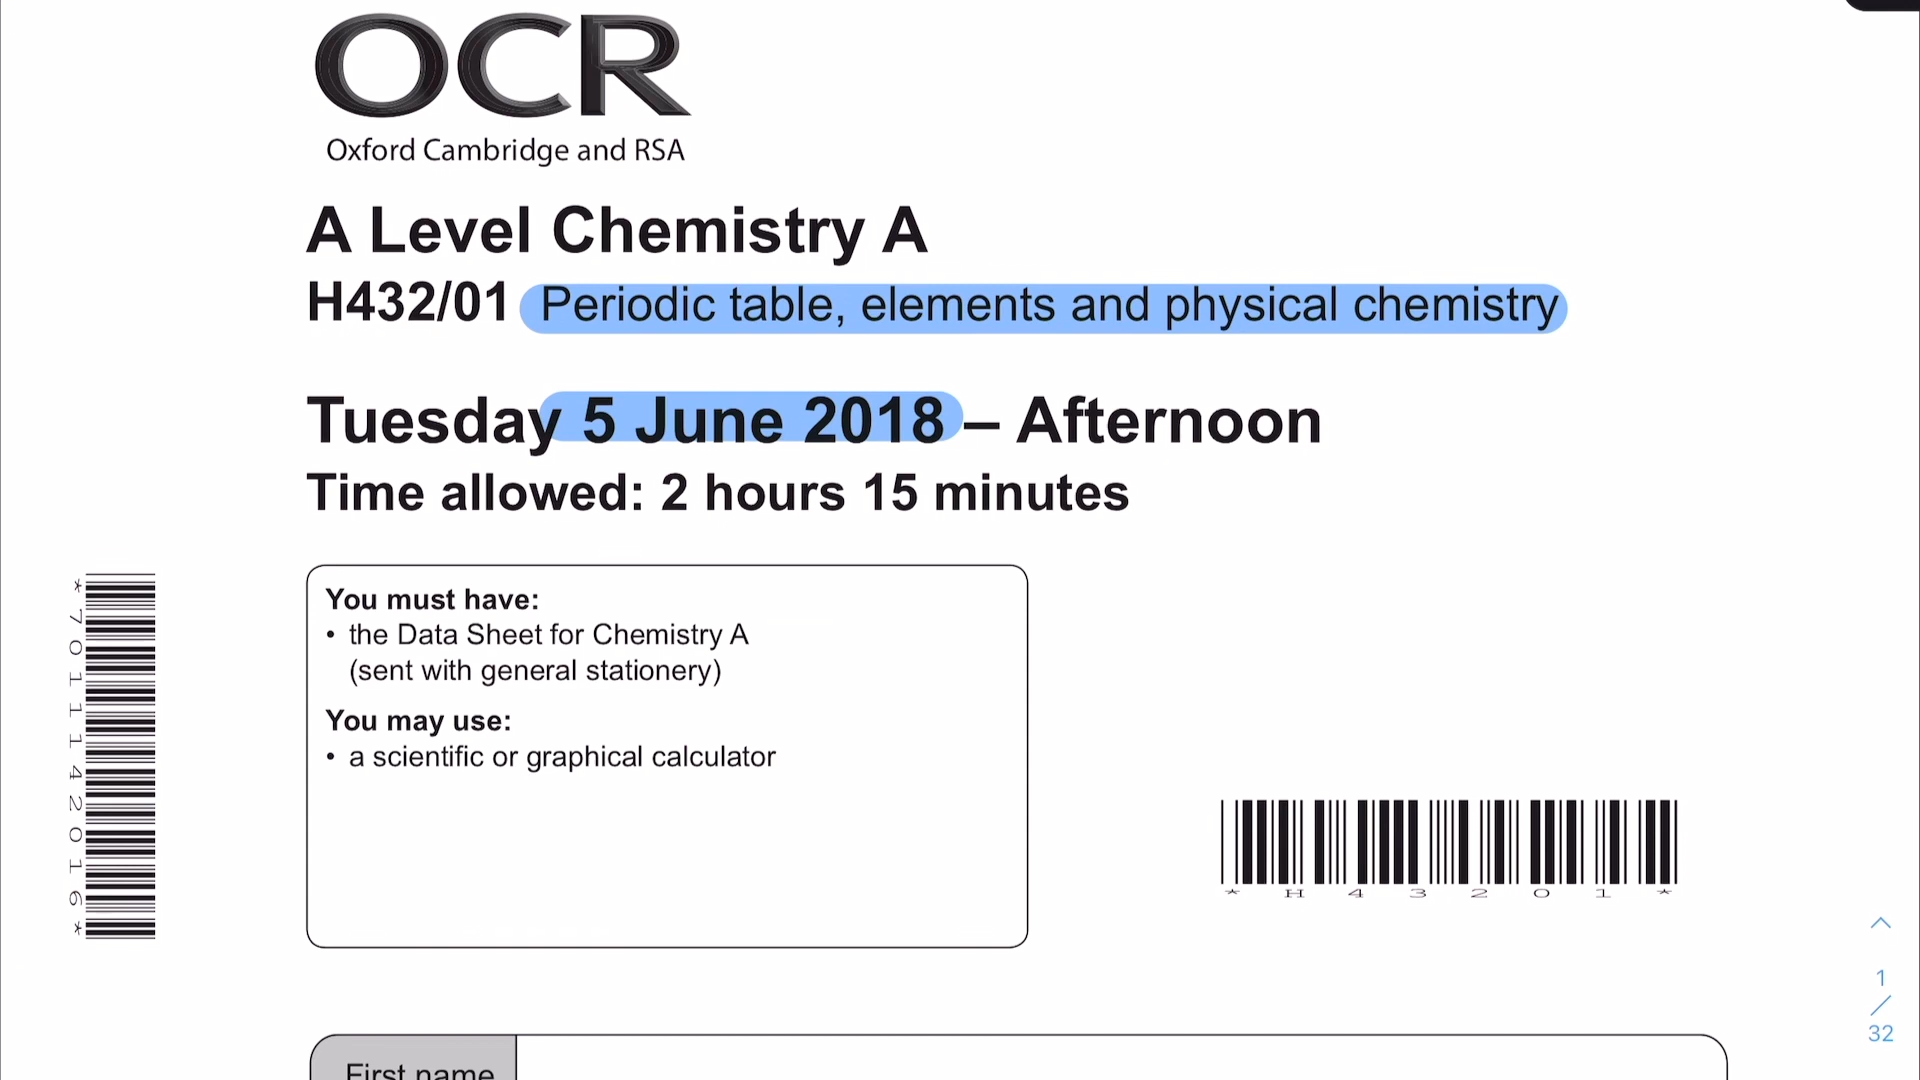 OCR
Oxford Cambridge and RSA
A Level Chemistry A
H432/01 Periodic table, elements and physical chemistry
Tuesday 5 June 2018 – Afternoon
Time allowed: 2 hours 15 minutes
You must have:
• the Data Sheet for Chemistry A
(sent with general stationery)
You may use:
• a scientific or graphical calculator
*7011142016*
*H43201*
First name
1
/
32